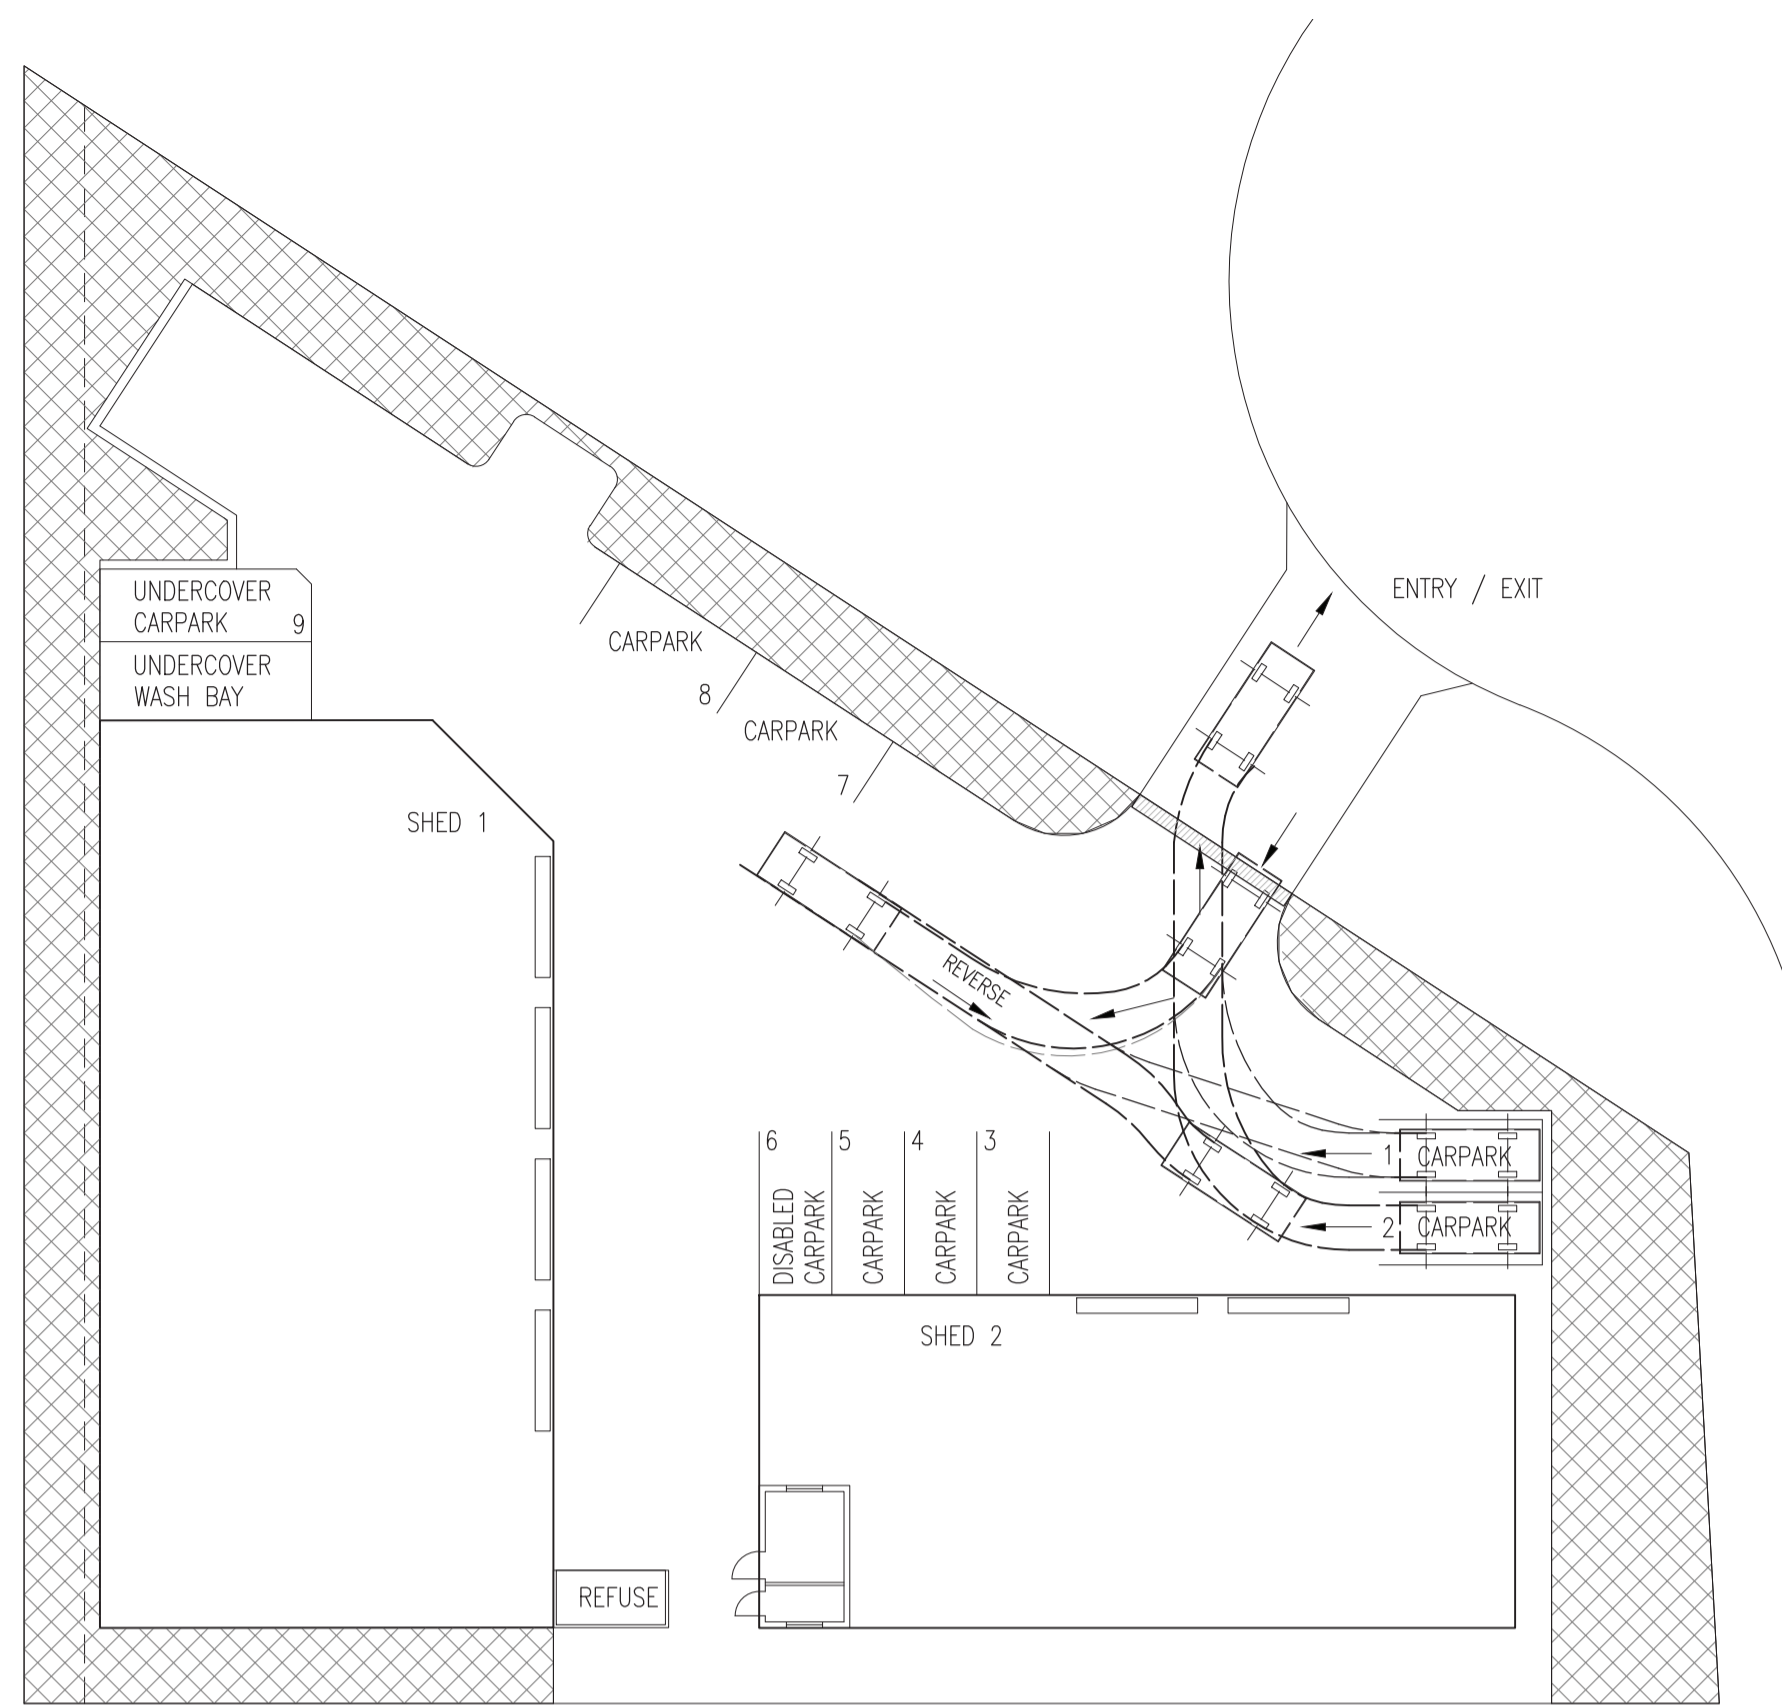 ENTRY / EXIT
UNDERCOVER
CARPARK 9
UNDERCOVER
WASH BAY
CARPARK
8
CARPARK
7
SHED 1
REVERSE
6
5
4
3
DISABLED
CARPARK
CARPARK
CARPARK
CARPARK
1 CARPARK
2 CARPARK
SHED 2
REFUSE